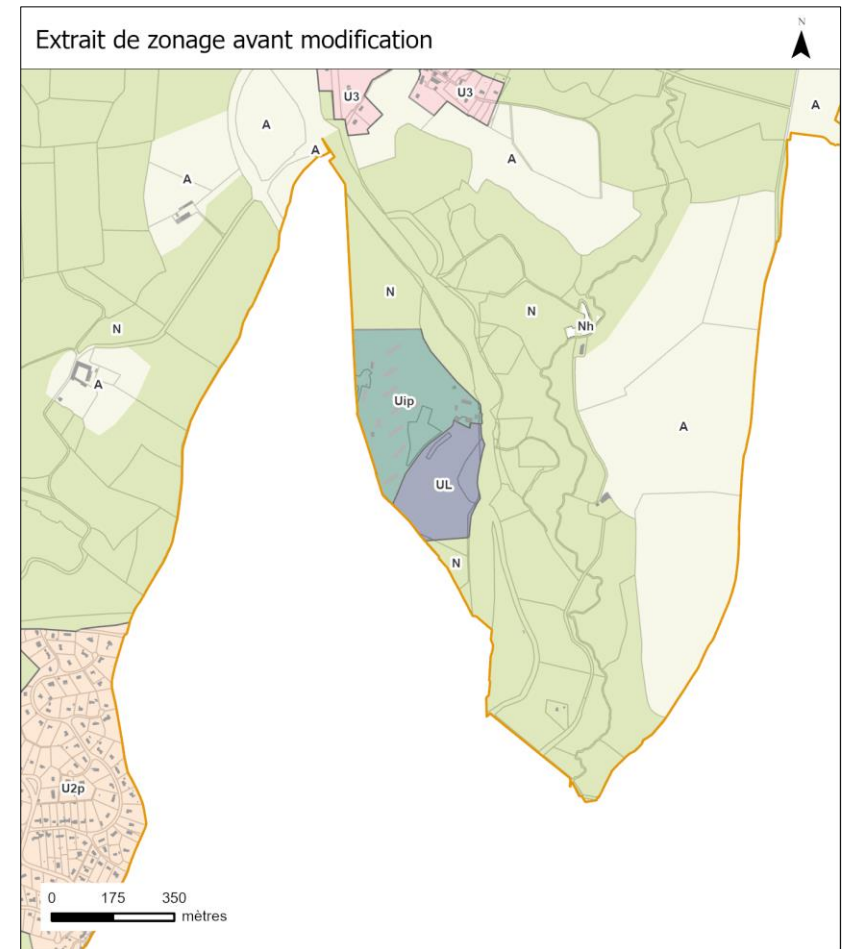 Extrait de zonage avant modification
N
U3
U3
A
A
A
A
A
N
N
N
Nh
A
Uip
A
UL
N
U2p
0 175 350
mètres